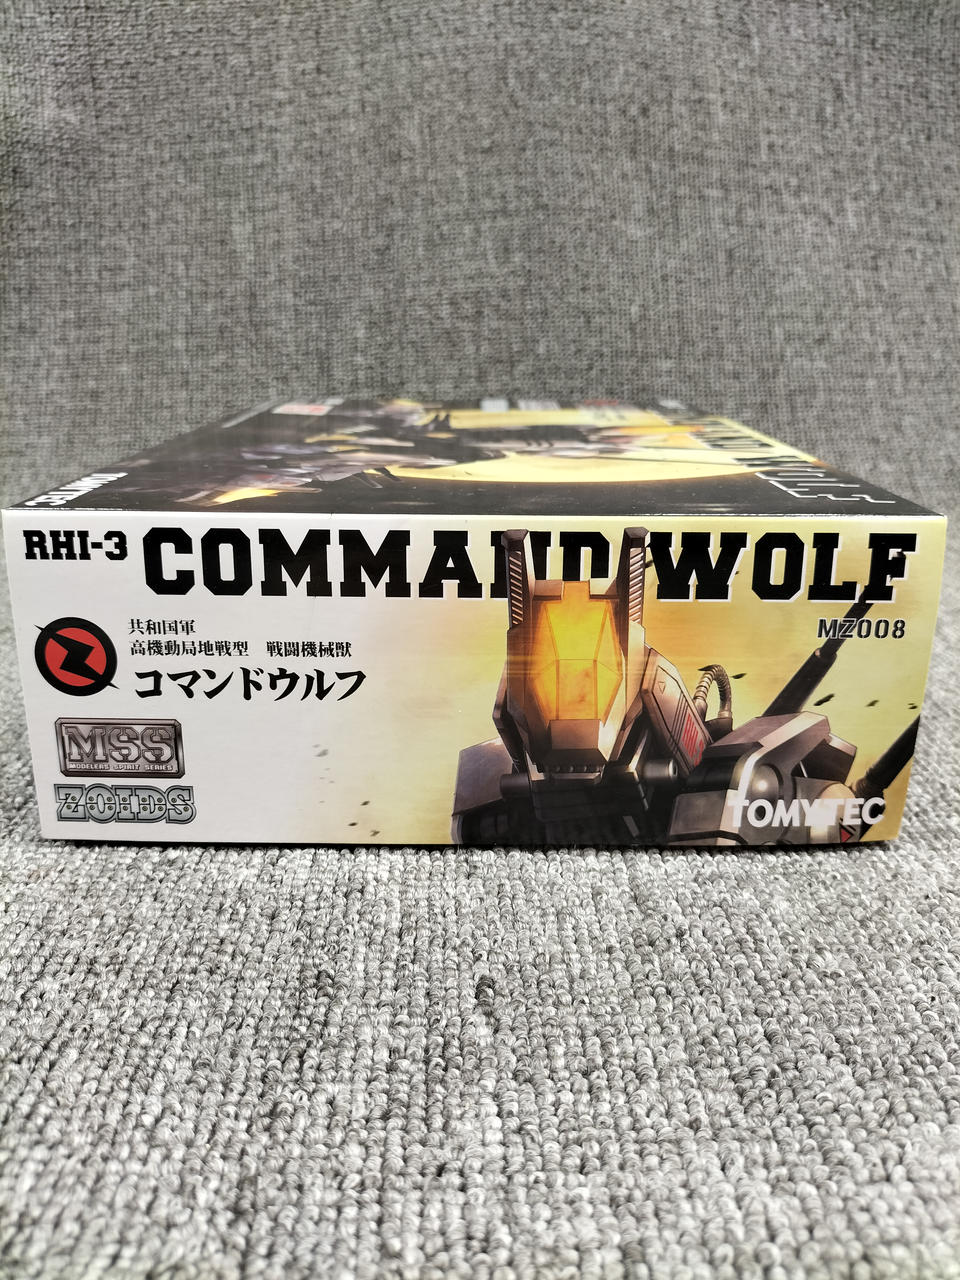 TOMYTEC
RHI-3 COMMAND WOLF
MZ008
共和国軍
高機動局地戦型 戦闘機械獣
コマンドウルフ
MSS
MODELERS SPIRIT SERIES
ZOIDS
TOMYTEC